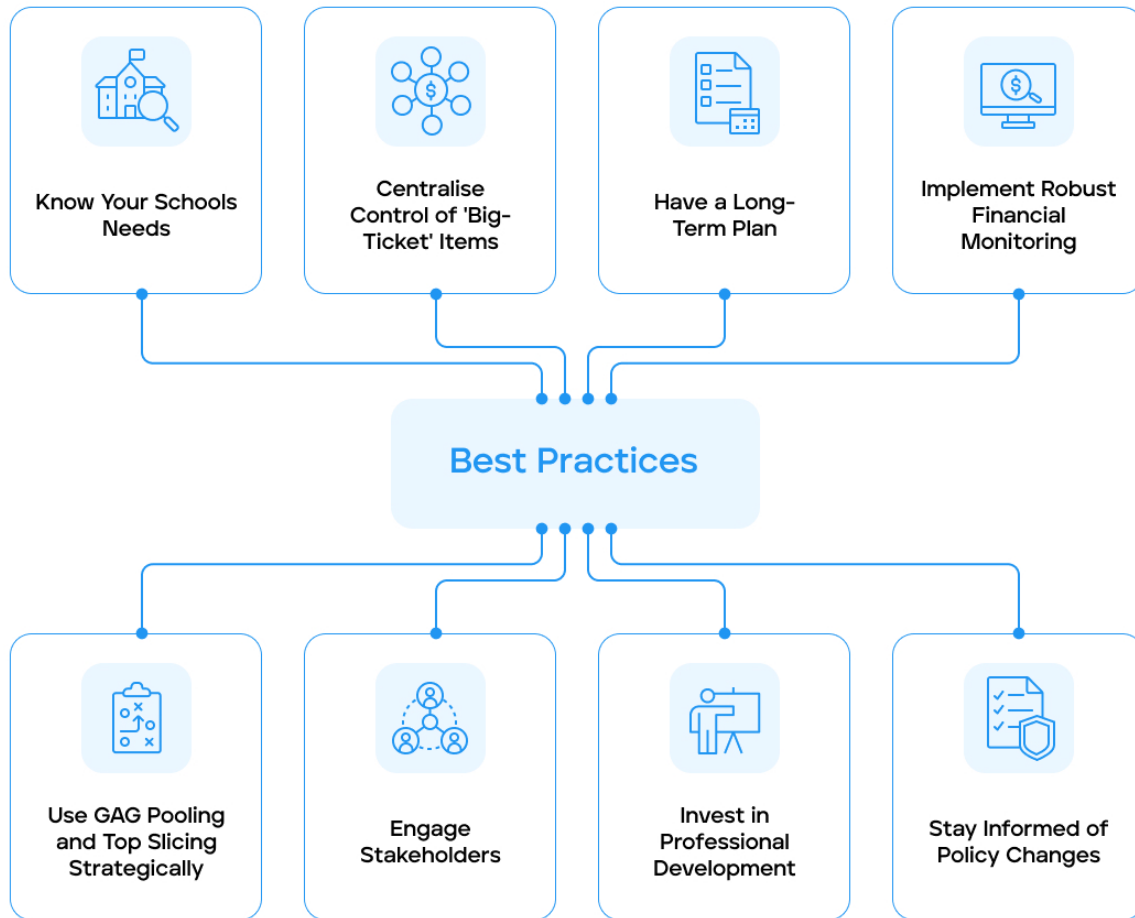 Know Your Schools
Needs
Centralise
Control of 'Big-
Ticket' Items
Have a Long-
Term Plan
Implement Robust
Financial
Monitoring
Best Practices
Use GAG Pooling
and Top Slicing
Strategically
Engage
Stakeholders
Invest in
Professional
Development
Stay Informed of
Policy Changes